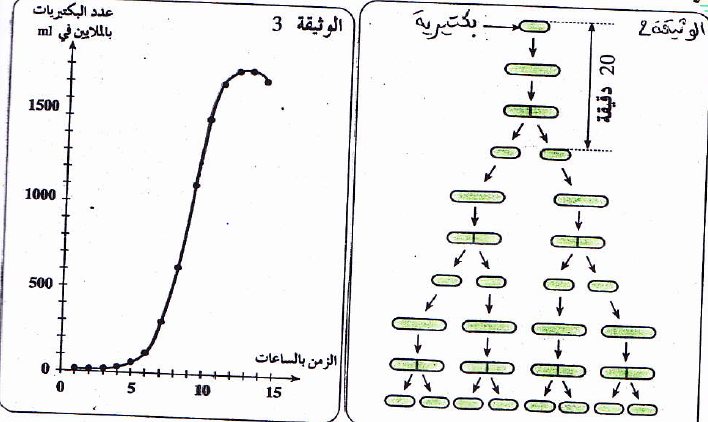 الوثيقة 2
بكتيرية
20 دقيقة
الوثيقة 3
عدد البكتيريات
بالملايين في ml
1500
1000
500
0
0
5
10
15
الزمن بالساعات